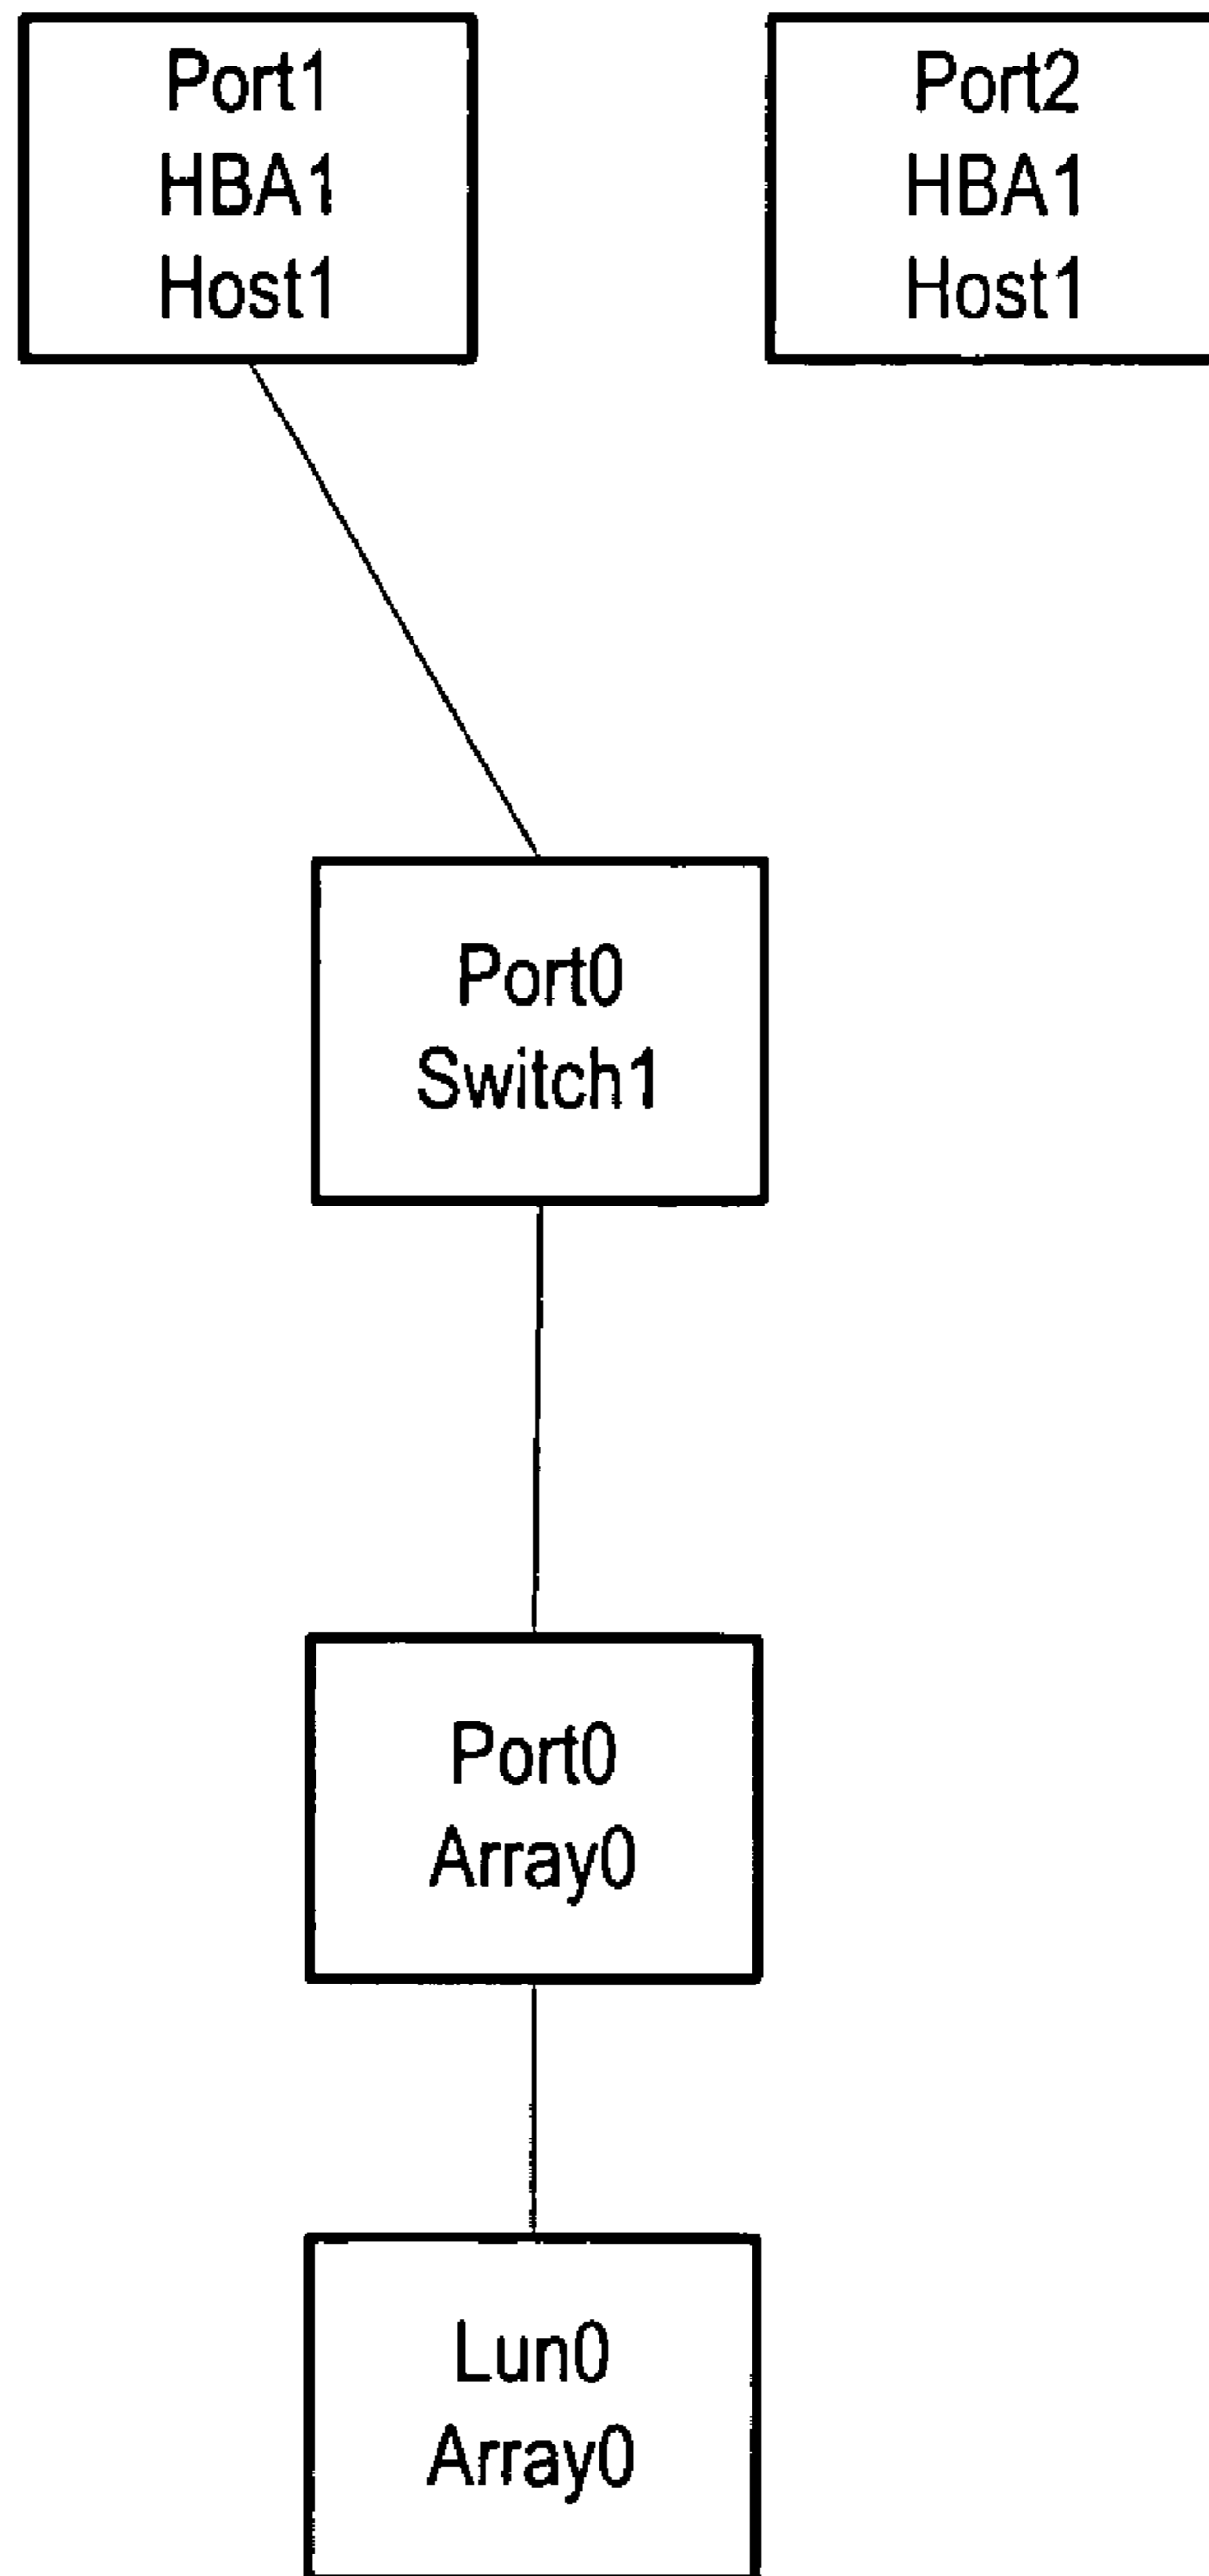 Port1
HBA1
Host1
Port2
HBA1
Host1
Port0
Switch1
Port0
Array0
Lun0
Array0